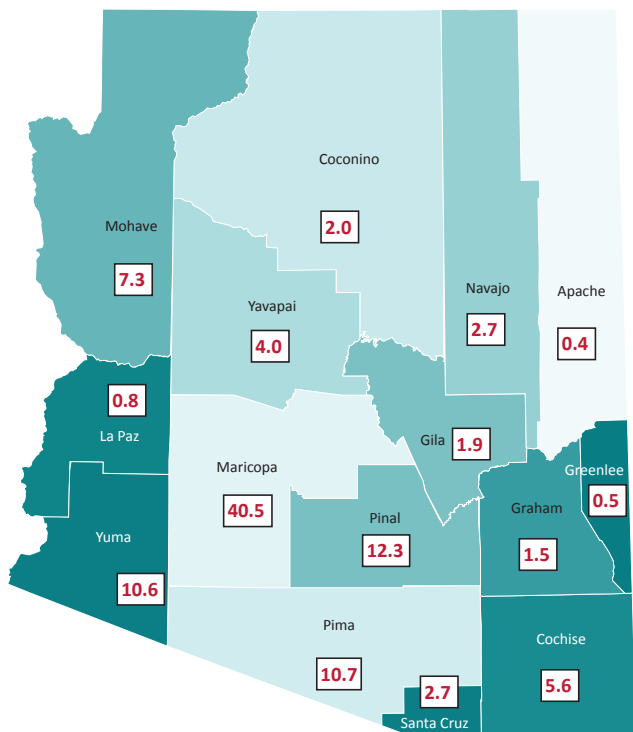 Coconino
2.0
Mohave
7.3
Navajo
2.7
Apache
0.4
Yavapai
4.0
0.8
La Paz
Gila
1.9
Maricopa
40.5
Greenlee
0.5
Pinal
12.3
Graham
1.5
Yuma
10.6
Pima
10.7
Cochise
5.6
2.7
Santa Cruz